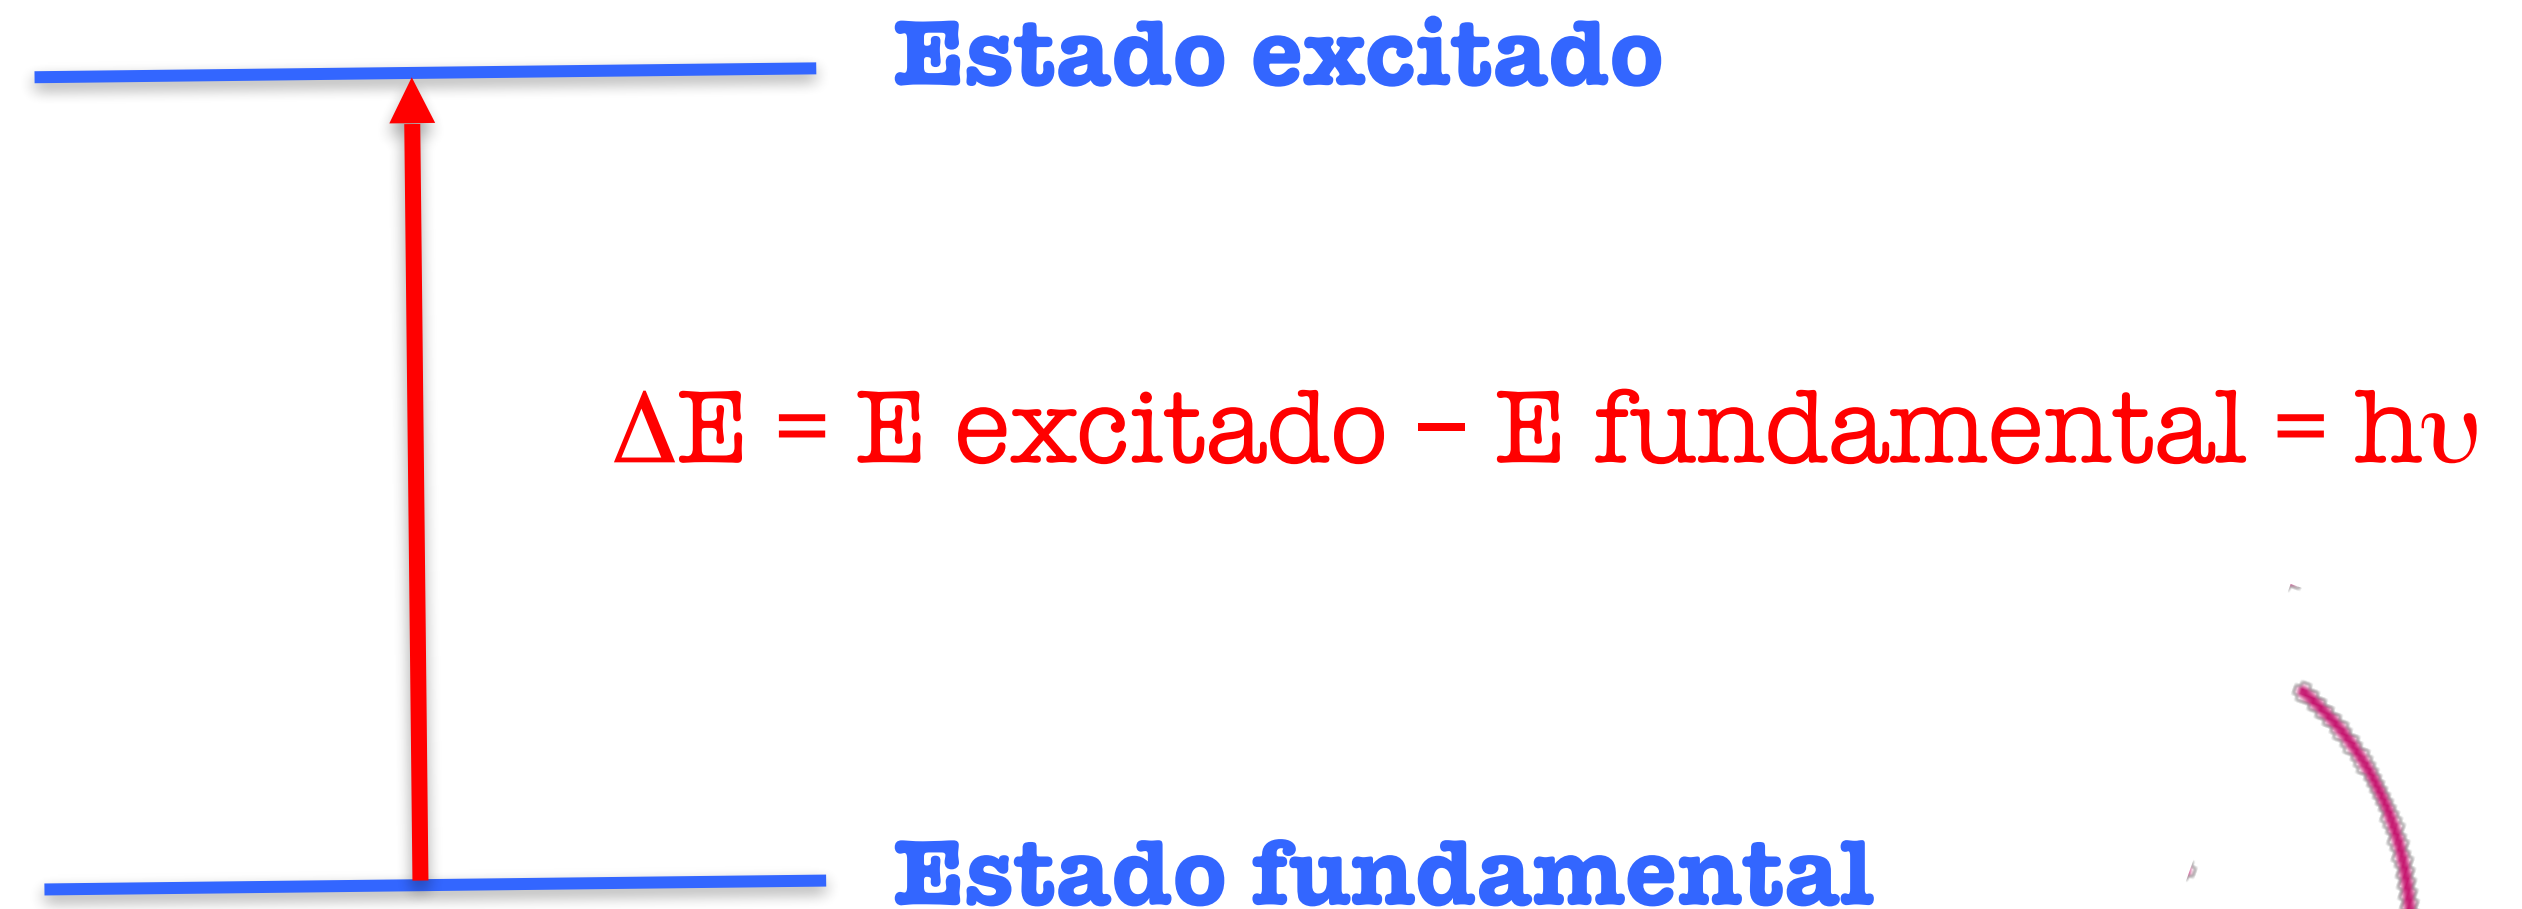 Estado excitado
ΔE = E excitado – E fundamental = hυ
Estado fundamental